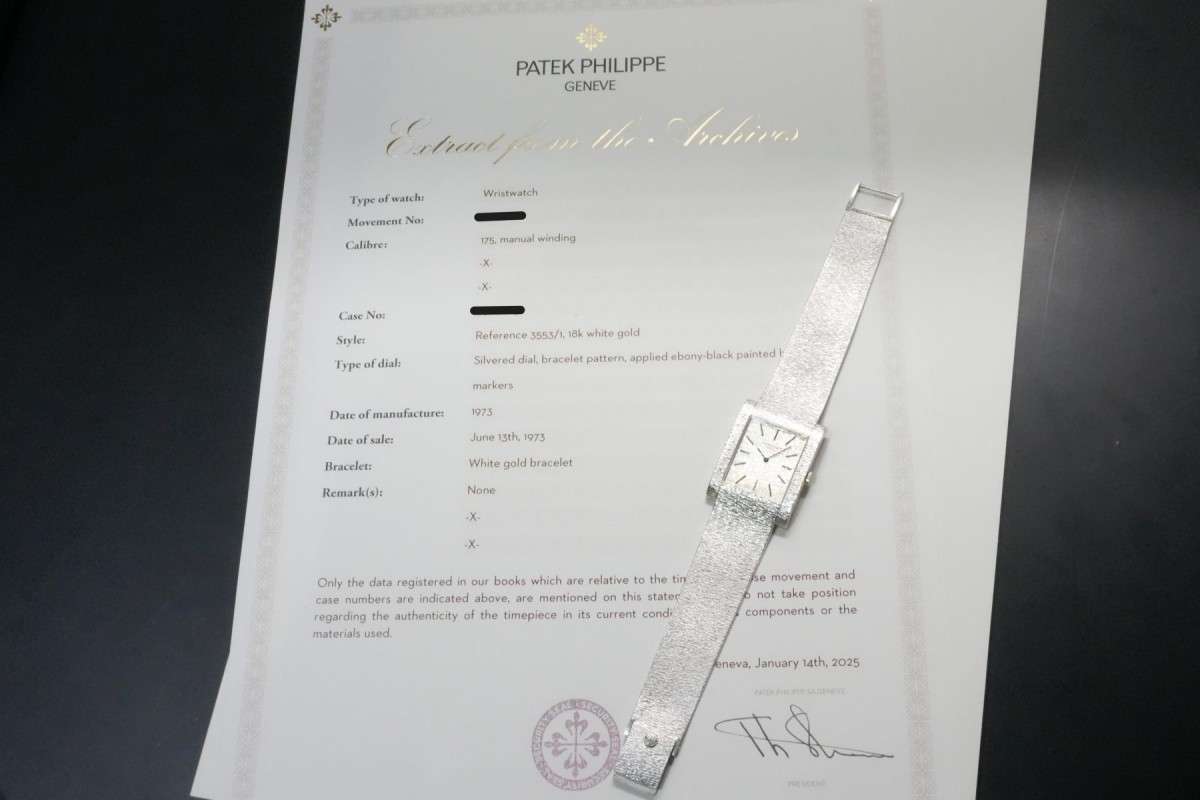 PATEK PHILIPPE
GENEVE
Extract from the Archives
Type of watch: Wristwatch
Movement No:
Calibre: 175, manual winding
-X-
-X-
Case No:
Style: Reference 3553/1, 18k white gold
Type of dial: Silvered dial, bracelet pattern, applied ebony-black painted
markers
Date of manufacture: 1973
Date of sale: June 13th, 1973
Bracelet: White gold bracelet
Remark(s): None
-X-
-X-
Only the data registered in our books which are relative to the movement and
case numbers are indicated above, are mentioned on this not take position
regarding the authenticity of the timepiece in its current components or the
materials used.
Geneva, January 14th, 2025
PATEK PHILIPPE SA GENEVE
PRESIDENT
SECURITY SEAL